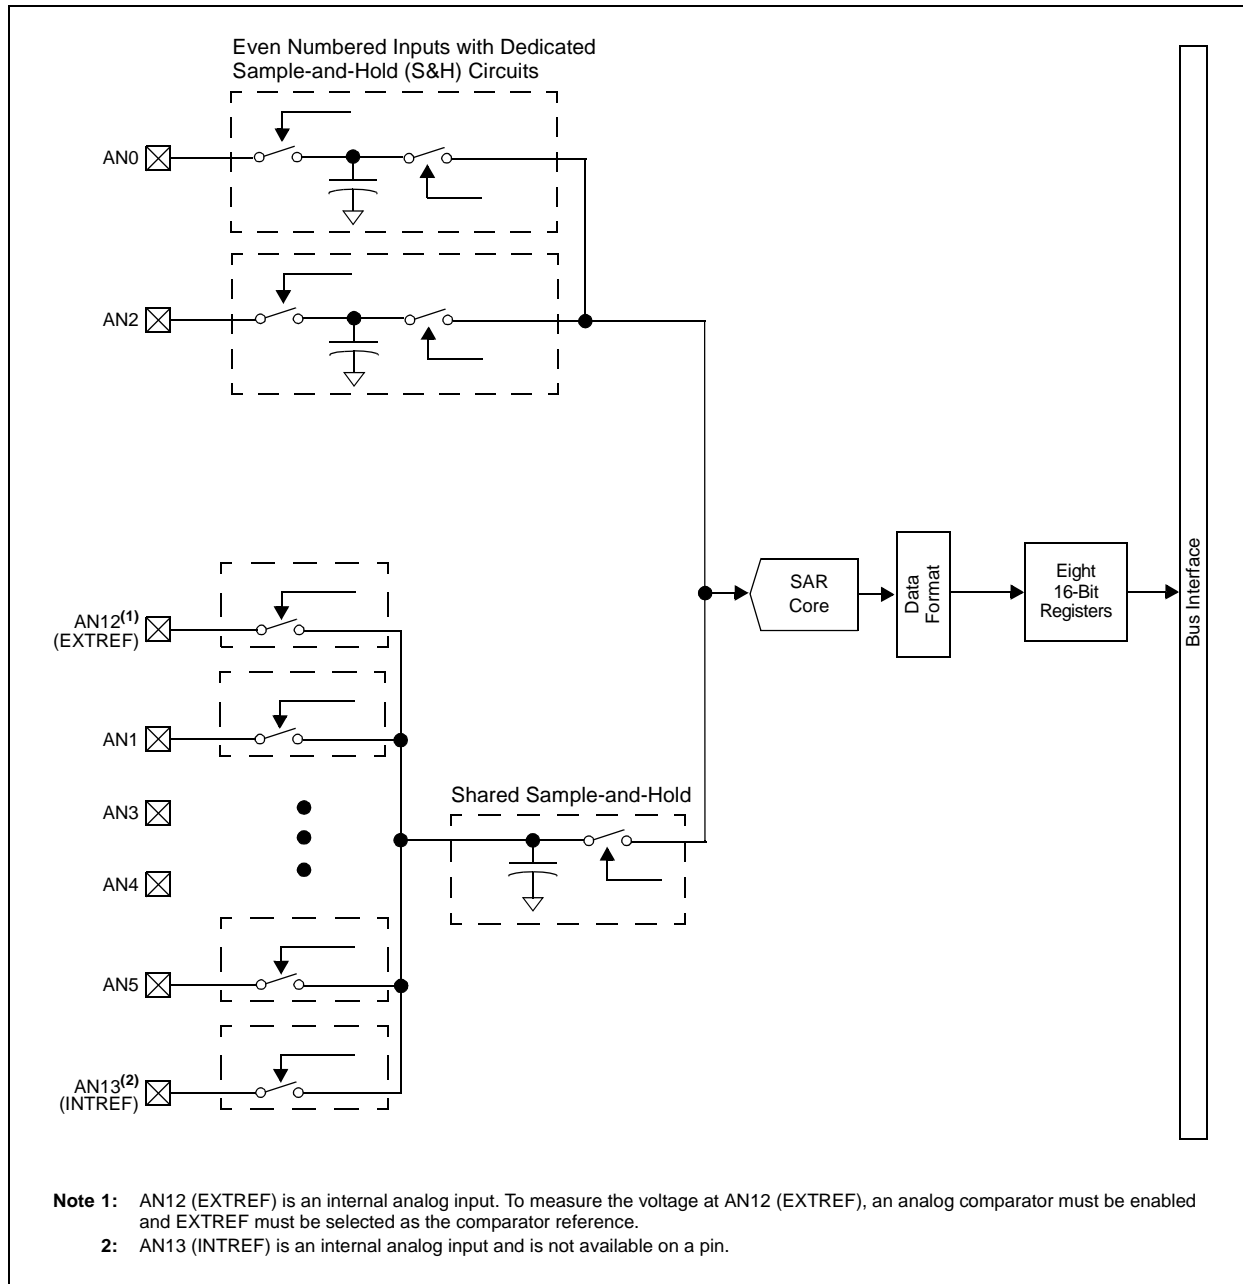 Even Numbered Inputs with Dedicated
Sample-and-Hold (S&H) Circuits
AN0
AN2
AN12(1)
(EXTREF)
SAR
Core
Data
Format
Eight
16-Bit
Registers
Bus Interface
AN1
AN3
Shared Sample-and-Hold
AN4
AN5
AN13(2)
(INTREF)
Note 1: AN12 (EXTREF) is an internal analog input. To measure the voltage at AN12 (EXTREF), an analog comparator must be enabled
and EXTREF must be selected as the comparator reference.
2: AN13 (INTREF) is an internal analog input and is not available on a pin.